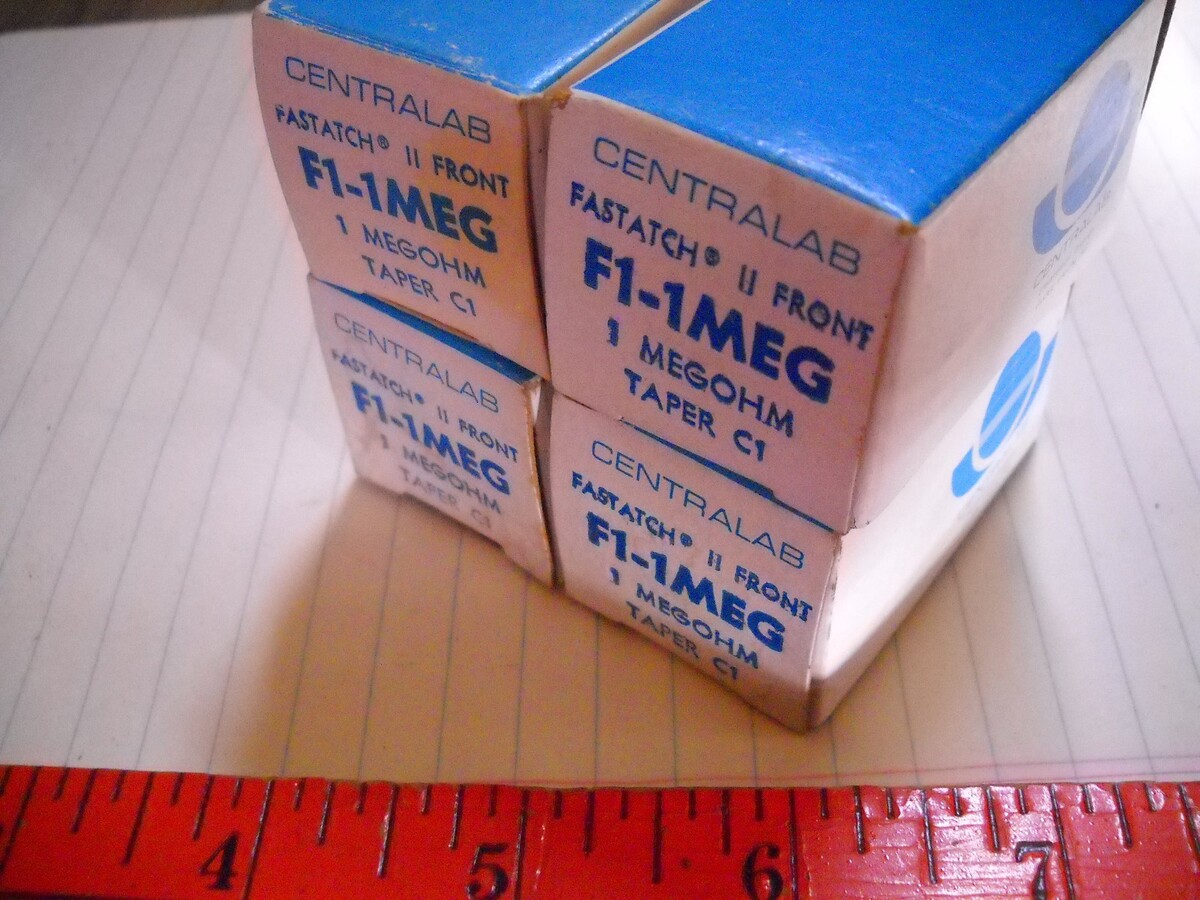 CENTRALAB
FASTATCH® II FRONT
F1-1MEG
1 MEGOHM
TAPER C1
CENTRALAB
FASTATCH® II FRONT
F1-1MEG
1 MEGOHM
TAPER C1
CENTRALAB
FASTATCH® II FRONT
F1-1MEG
1 MEGOHM
TAPER C1
CENTRALAB
FASTATCH® II FRONT
F1-1MEG
1 MEGOHM
TAPER C1
CENTRALAB
4 5 6 7